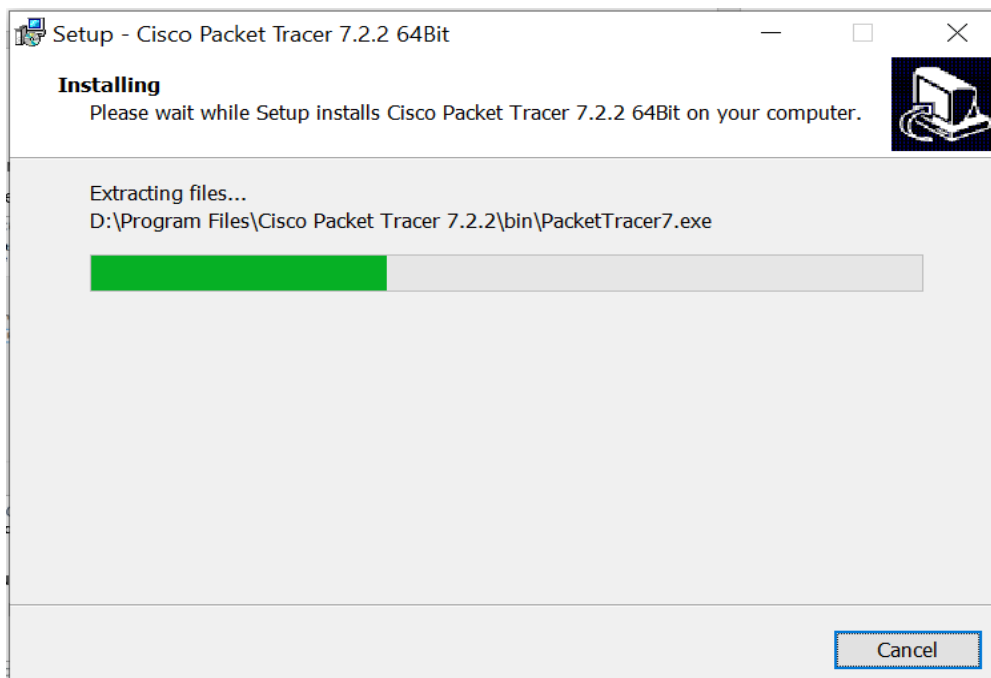 Setup - Cisco Packet Tracer 7.2.2 64Bit
Installing
Please wait while Setup installs Cisco Packet Tracer 7.2.2 64Bit on your computer.
Extracting files...
D:\Program Files\Cisco Packet Tracer 7.2.2\bin\PacketTracer7.exe
Cancel